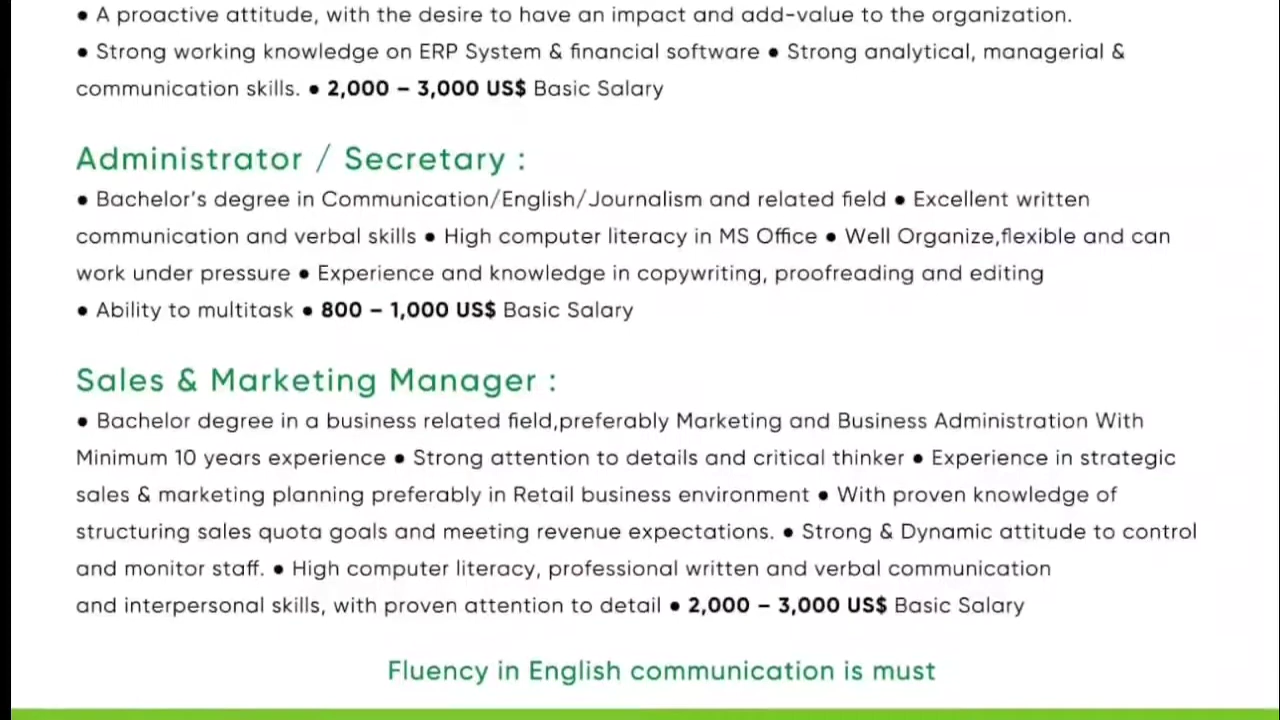 ● A proactive attitude, with the desire to have an impact and add-value to the organization.
● Strong working knowledge on ERP System & financial software ● Strong analytical, managerial &
communication skills. ● 2,000 – 3,000 US$ Basic Salary
Administrator / Secretary :
● Bachelor's degree in Communication/English/Journalism and related field ● Excellent written
communication and verbal skills ● High computer literacy in MS Office ● Well Organize,flexible and can
work under pressure ● Experience and knowledge in copywriting, proofreading and editing
● Ability to multitask ● 800 – 1,000 US$ Basic Salary
Sales & Marketing Manager :
● Bachelor degree in a business related field,preferably Marketing and Business Administration With
Minimum 10 years experience ● Strong attention to details and critical thinker ● Experience in strategic
sales & marketing planning preferably in Retail business environment ● With proven knowledge of
structuring sales quota goals and meeting revenue expectations. ● Strong & Dynamic attitude to control
and monitor staff. ● High computer literacy, professional written and verbal communication
and interpersonal skills, with proven attention to detail ● 2,000 – 3,000 US$ Basic Salary
Fluency in English communication is must